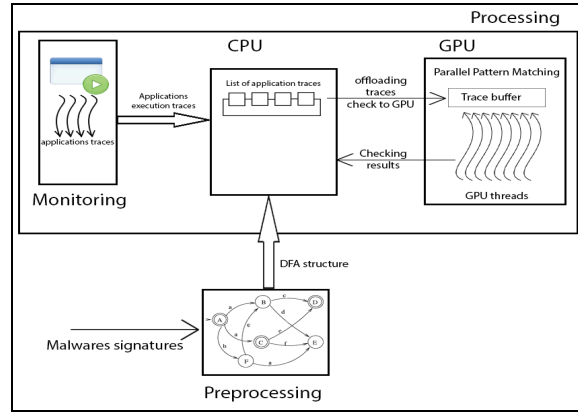 Processing
CPU
GPU
Applications
execution traces
applications traces
Monitoring
List of application traces
offloading
traces
check to GPU
Checking
results
Parallel Pattern Matching
Trace buffer
GPU threads
DFA structure
Malwares signatures
A
B
C
D
E
F
a
b
a
e
c
d
e
f
a
Preprocessing